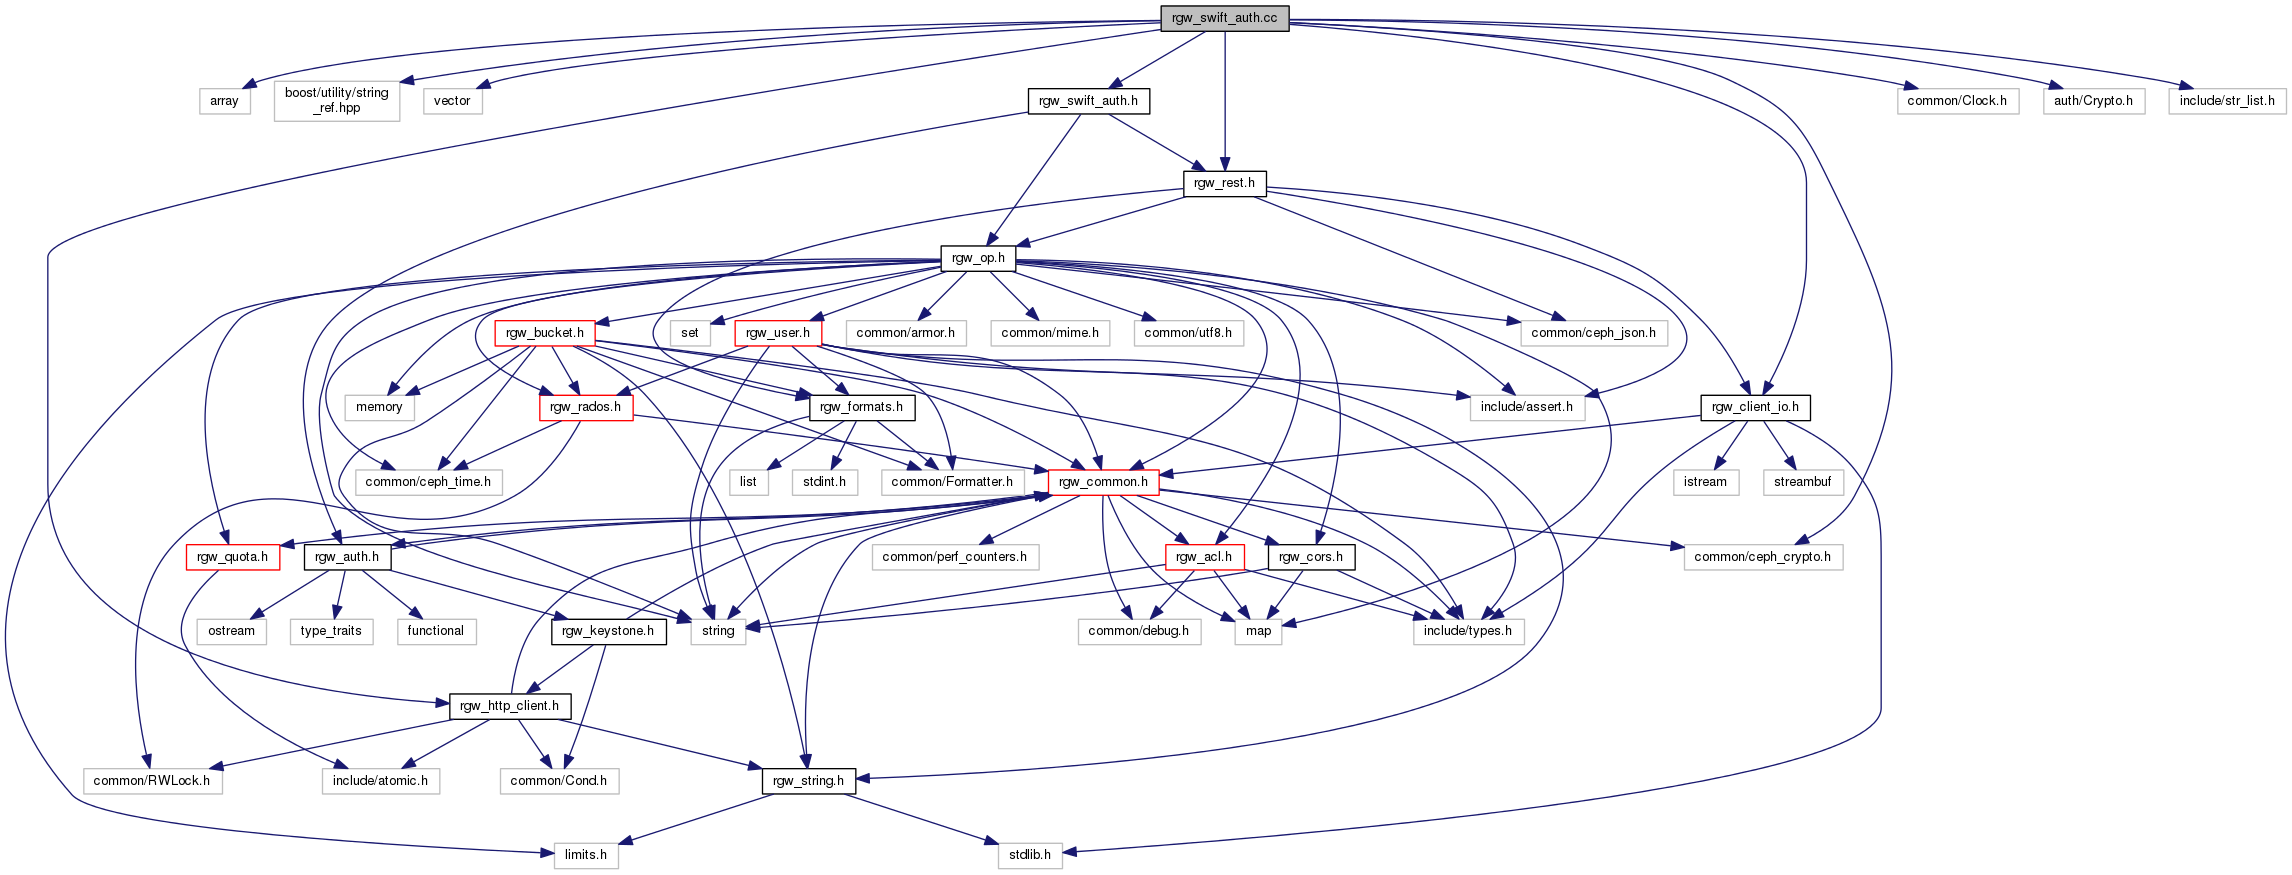 rgw_swift_auth.cc
array
boost/utility/string
_ref.hpp
vector
rgw_swift_auth.h
common/Clock.h
auth/Crypto.h
include/str_list.h
rgw_rest.h
rgw_op.h
rgw_bucket.h
set
rgw_user.h
common/armor.h
common/mime.h
common/utf8.h
common/ceph_json.h
memory
rgw_rados.h
rgw_formats.h
include/assert.h
rgw_client_io.h
common/ceph_time.h
list
stdint.h
common/Formatter.h
rgw_common.h
istream
streambuf
rgw_quota.h
rgw_auth.h
common/perf_counters.h
rgw_acl.h
rgw_cors.h
common/ceph_crypto.h
ostream
type_traits
functional
rgw_keystone.h
string
common/debug.h
map
include/types.h
rgw_http_client.h
common/RWLock.h
include/atomic.h
common/Cond.h
rgw_string.h
limits.h
stdlib.h